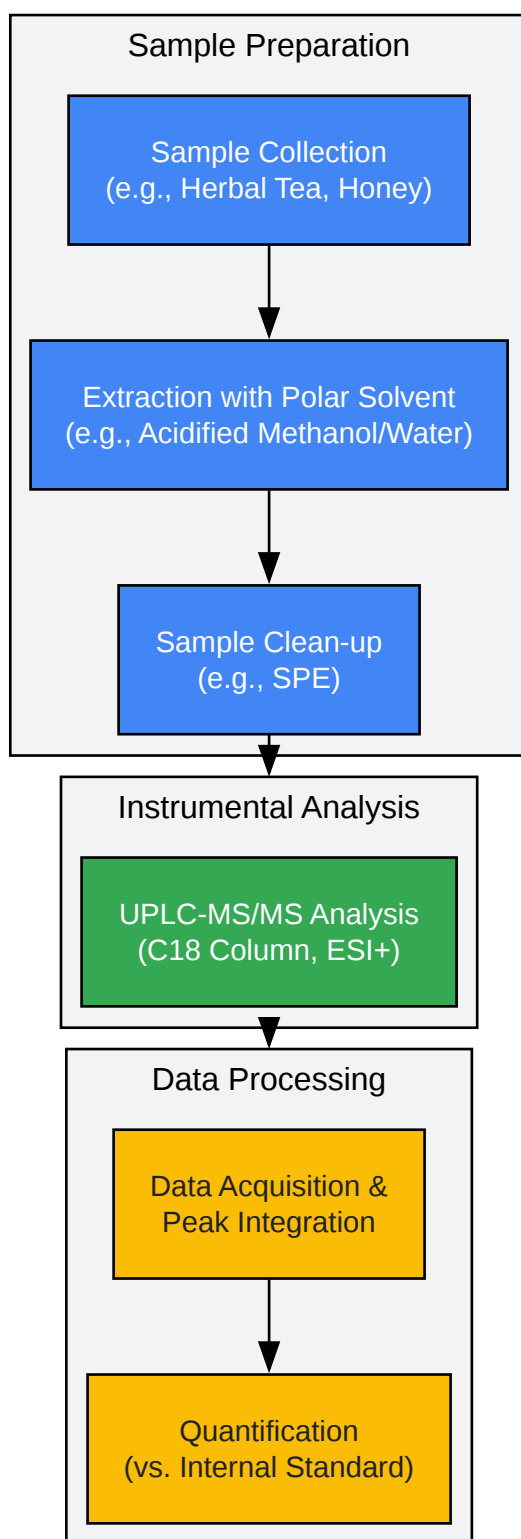 Sample Preparation
Sample Collection
(e.g., Herbal Tea, Honey)
Extraction with Polar Solvent
(e.g., Acidified Methanol/Water)
Sample Clean-up
(e.g., SPE)
Instrumental Analysis
UPLC-MS/MS Analysis
(C18 Column, ESI+)
Data Processing
Data Acquisition &
Peak Integration
Quantification
(vs. Internal Standard)